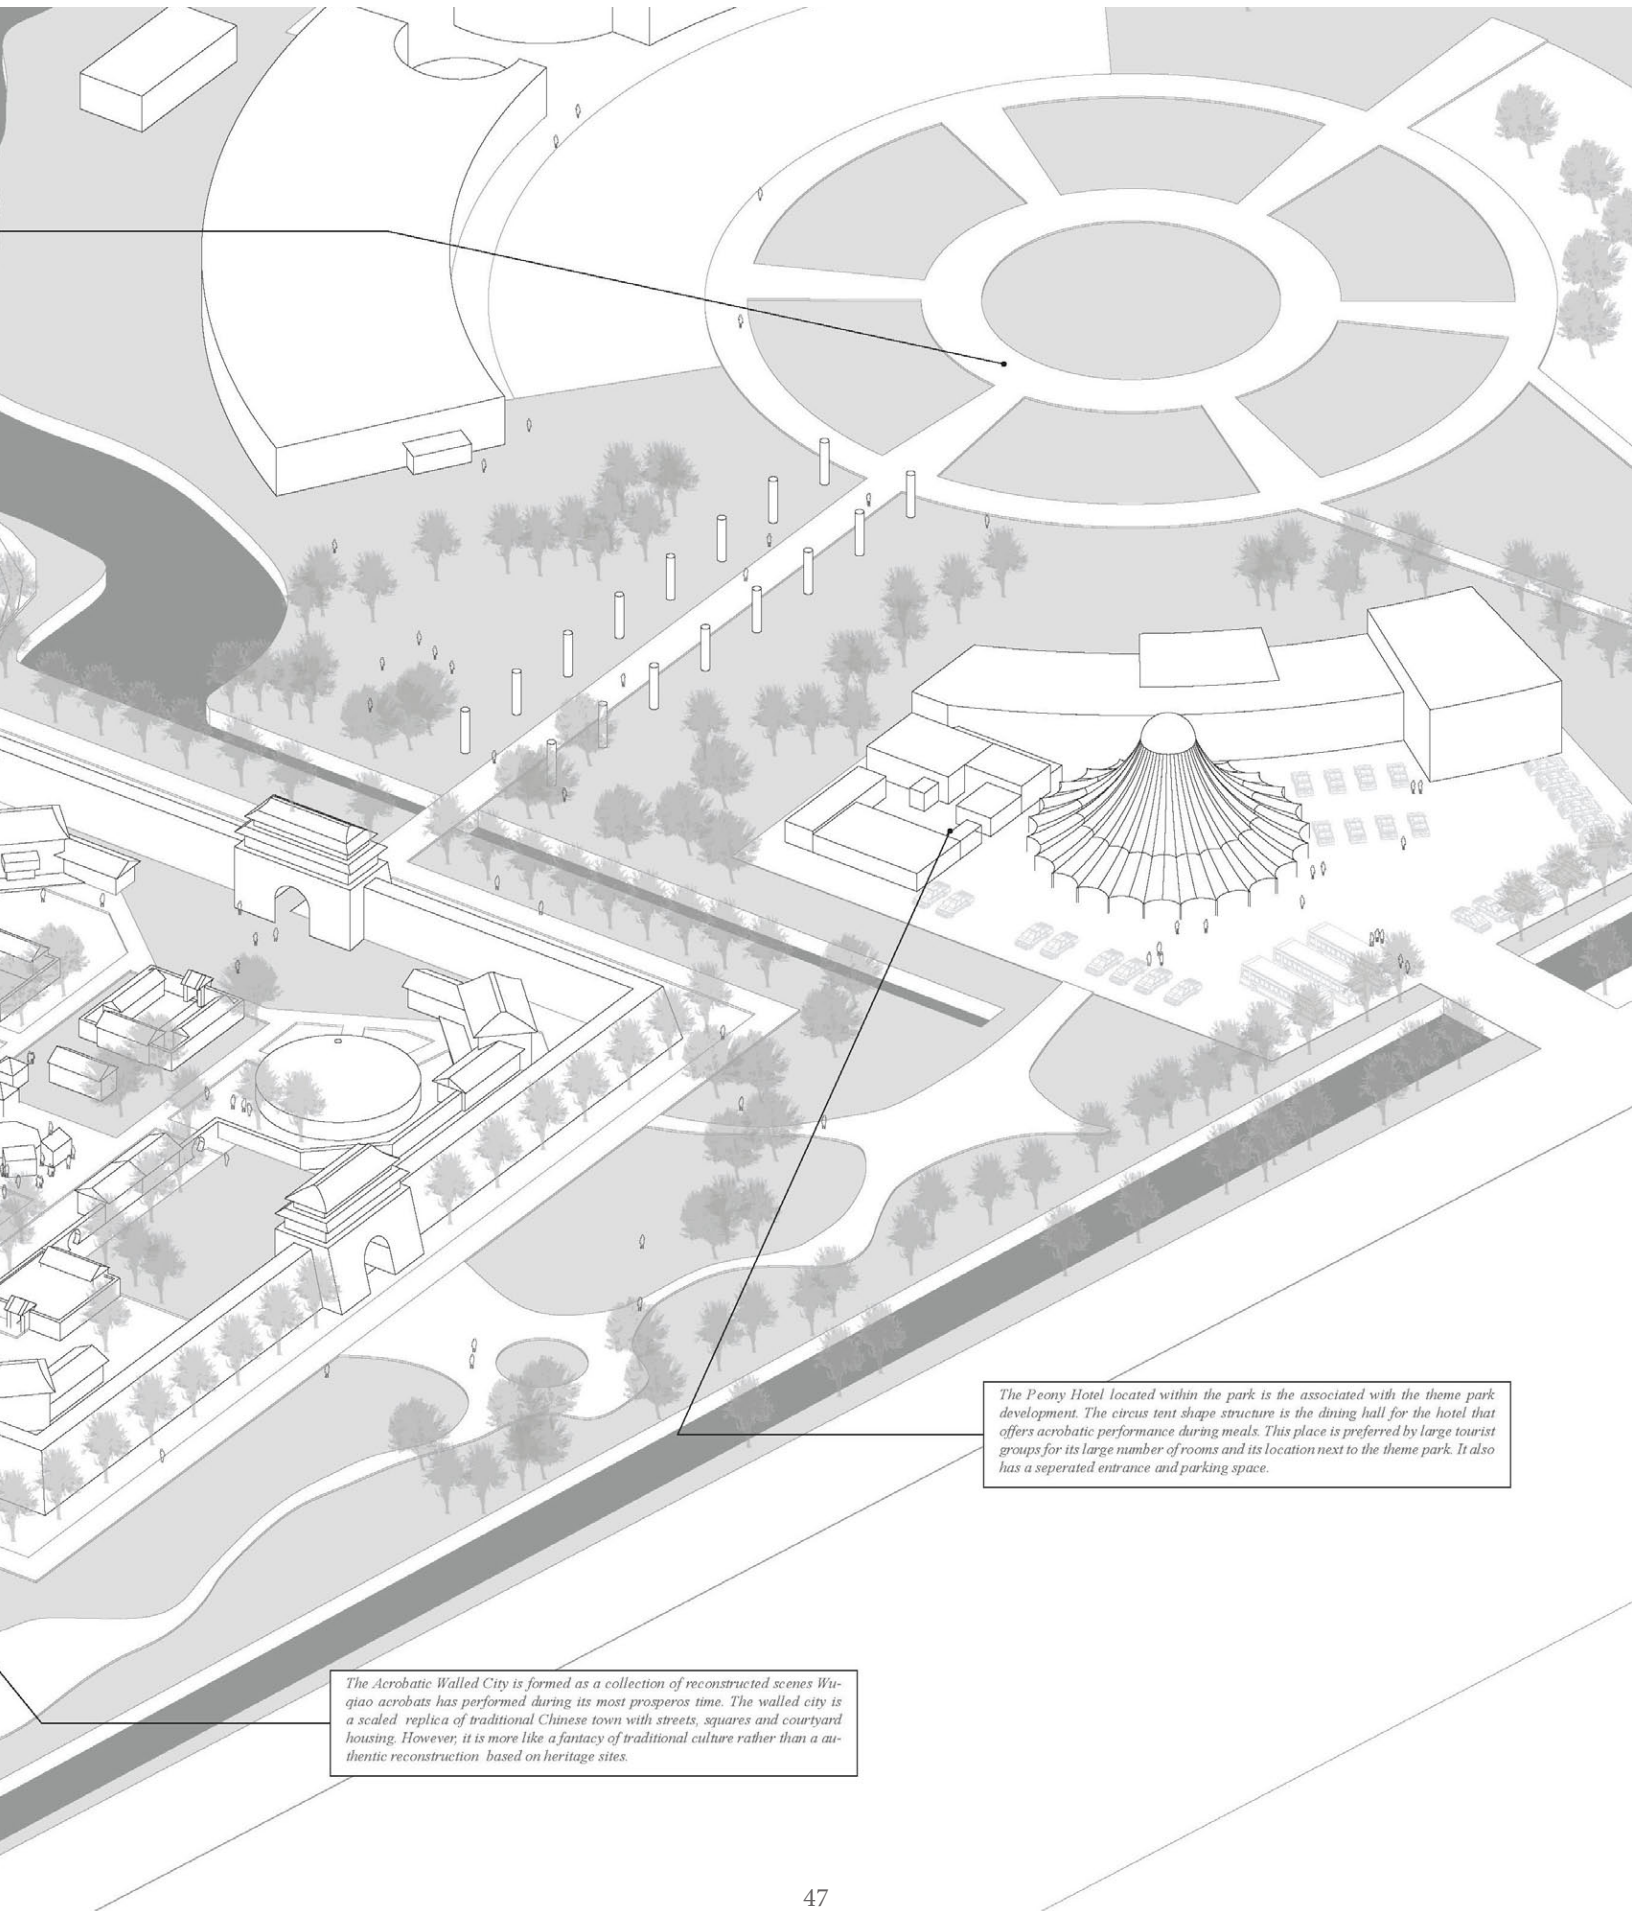 The Peony Hotel located within the park is the associated with the theme park
development. The circus tent shape structure is the dining hall for the hotel that
offers acrobatic performance during meals. This place is preferred by large tourist
groups for its large number of rooms and its location next to the theme park. It also
has a seperated entrance and parking space.
The Acrobatic Walled City is formed as a collection of reconstructed scenes Wu-
qiao acrobats has performed during its most prosperos time. The walled city is
a scaled replica of traditional Chinese town with streets, squares and courtyard
housing. However, it is more like a fantacy of traditional culture rather than a au-
thentic reconstruction based on heritage sites.
47